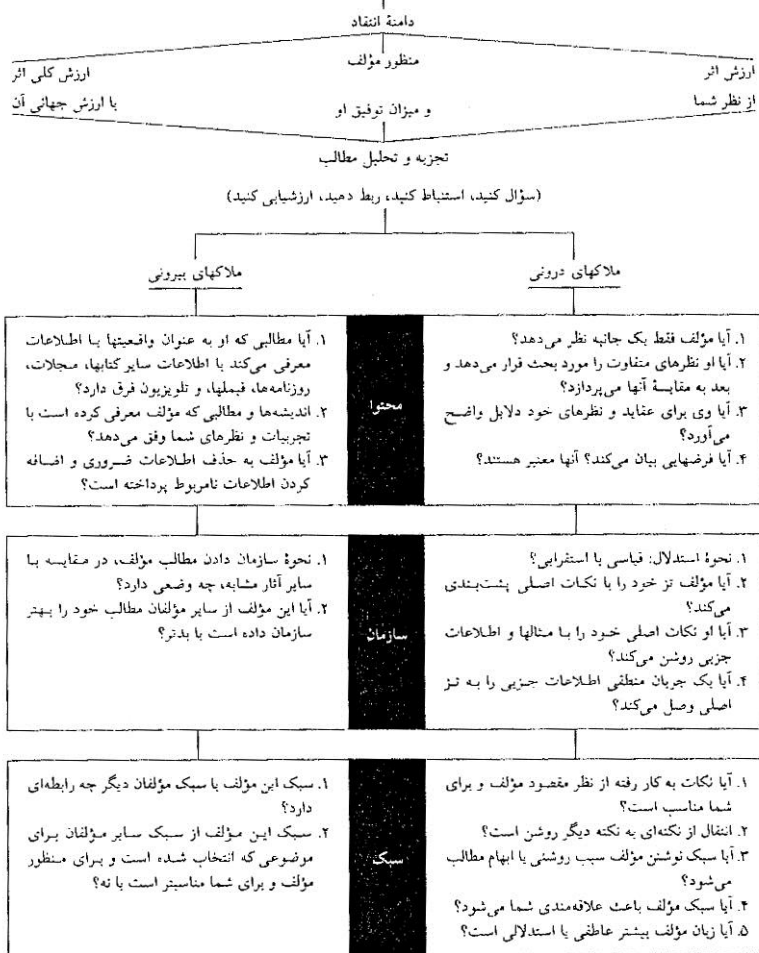 دامنهٔ انتقاد
ارزش اثر
منظور مؤلف
ارزش کلی اثر
از نظر شما
و میزان توفیق او
با ارزش جهانی آن
تجزیه و تحلیل مطالب
(سؤال کنید، استنباط کنید، ربط دهید، ارزشیابی کنید)
ملاکهای درونی
ملاکهای بیرونی
۱. آیا مؤلف فقط یک جانبه نظر می‌دهد؟
۲. آیا او نظرهای متفاوت را مورد بحث قرار می‌دهد و
بعد به مقایسهٔ آنها می‌پردازد؟
۳. آیا وی برای عقاید و نظرهای خود دلایل واضح
می‌آورد؟
۴. آیا فرضهایی بیان می‌کند؟ آنها معتبر هستند؟
محتوا
۱. آیا مطالبی که او به عنوان واقعیتها با اطلاعات
معرفی می‌کند با اطلاعات سایر کتابها، مجلات،
روزنامه‌ها، فیلمها، و تلویزیون فرق دارد؟
۲. اندیشه‌ها و مطالبی که مؤلف معرفی کرده است با
تجربیات و نظرهای شما وفق می‌دهد؟
۳. آیا مؤلف به حذف اطلاعات ضروری و اضافه
کردن اطلاعات نامربوط پرداخته است؟
۱. نحوهٔ استدلال: قیاسی یا استقرایی؟
۲. آیا مؤلف تز خود را با نکات اصلی پشت‌بندی
می‌کند؟
۳. آیا او نکات اصلی خود را با مثالها و اطلاعات
جزیی روشن می‌کند؟
۴. آیا یک جریان منطقی اطلاعات جزیی را به تز
اصلی وصل می‌کند؟
سازمان
۱. نحوهٔ سازمان دادن مطالب مؤلف، در مقایسه با
سایر آثار مشابه، چه وضعی دارد؟
۲. آیا این مؤلف از سایر مؤلفان مطالب خود را بهتر
سازمان داده است یا بدتر؟
۱. آیا نکات به کار رفته از نظر مقصود مؤلف و برای
شما مناسب است؟
۲. انتقال از نکته‌ای به نکته دیگر روشن است؟
۳. آیا سبک نوشتن مؤلف سبب روشنی یا ابهام مطالب
می‌شود؟
۴. آیا سبک مؤلف باعث علاقه‌مندی شما می‌شود؟
۵. آیا زبان مؤلف بیشتر عاطفی یا استدلالی است؟
سبک
۱. سبک این مؤلف با سبک مؤلفان دیگر چه رابطه‌ای
دارد؟
۲. سبک این مؤلف از سبک سایر مؤلفان برای
موضوعی که انتخاب شده است و برای منظور
مؤلف و برای شما مناسبتر است یا نه؟